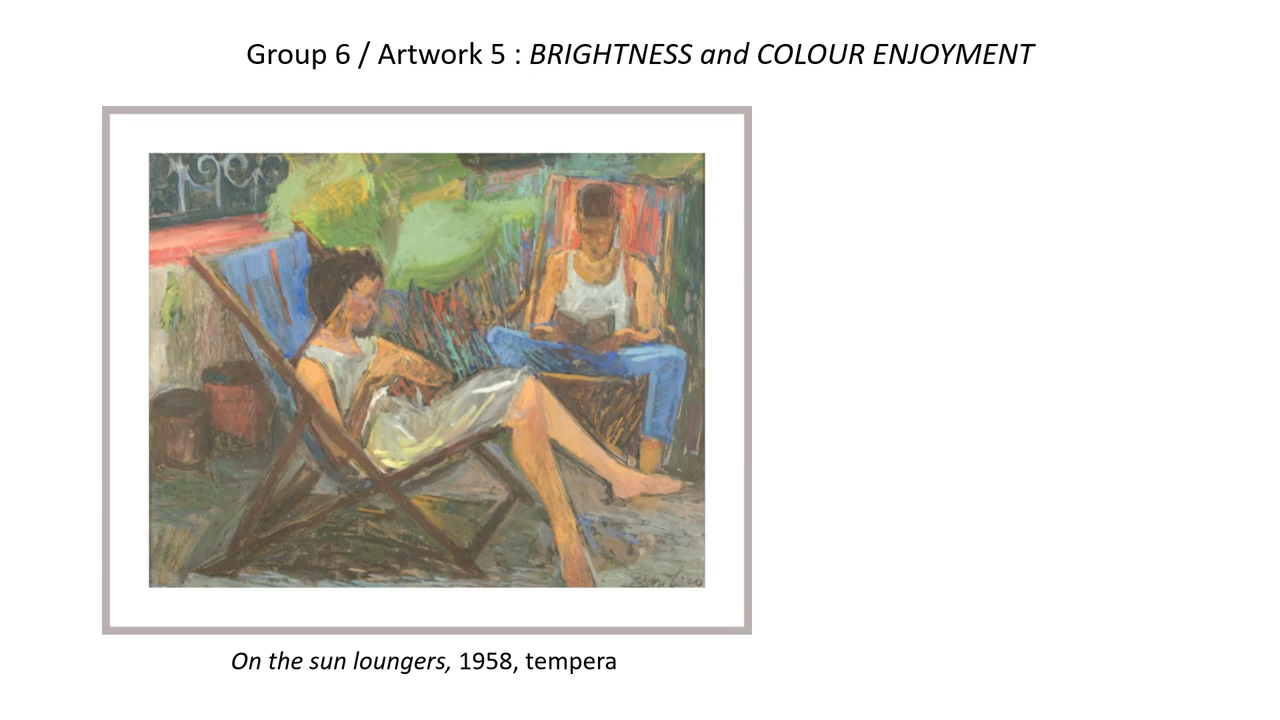 Group 6 / Artwork 5 : BRIGHTNESS and COLOUR ENJOYMENT
On the sun loungers, 1958, tempera